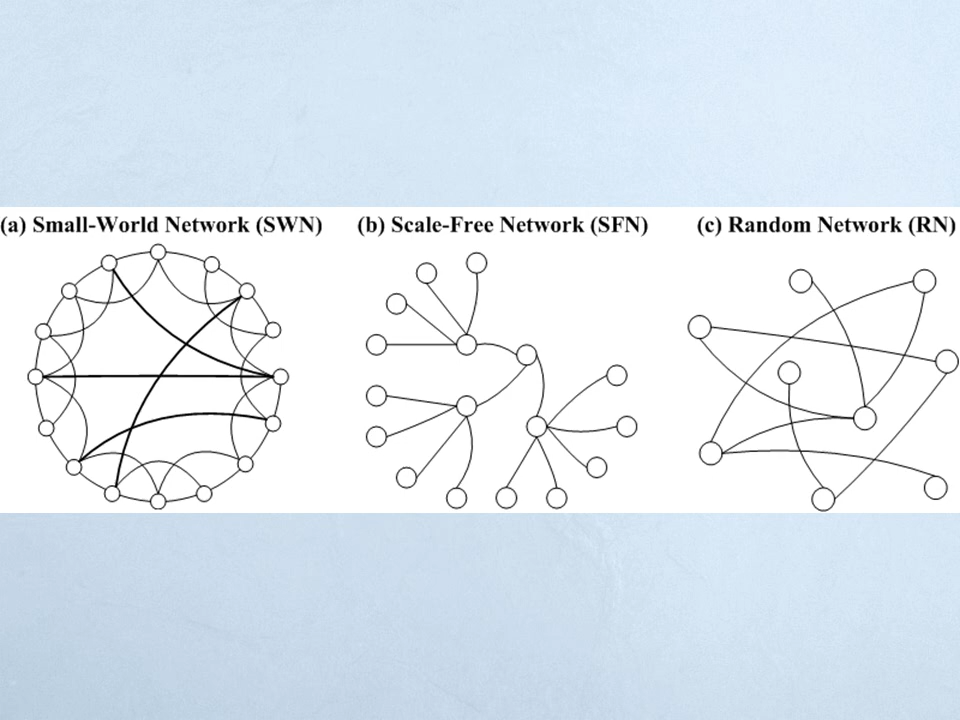 (a) Small-World Network (SWN)
(b) Scale-Free Network (SFN)
(c) Random Network (RN)